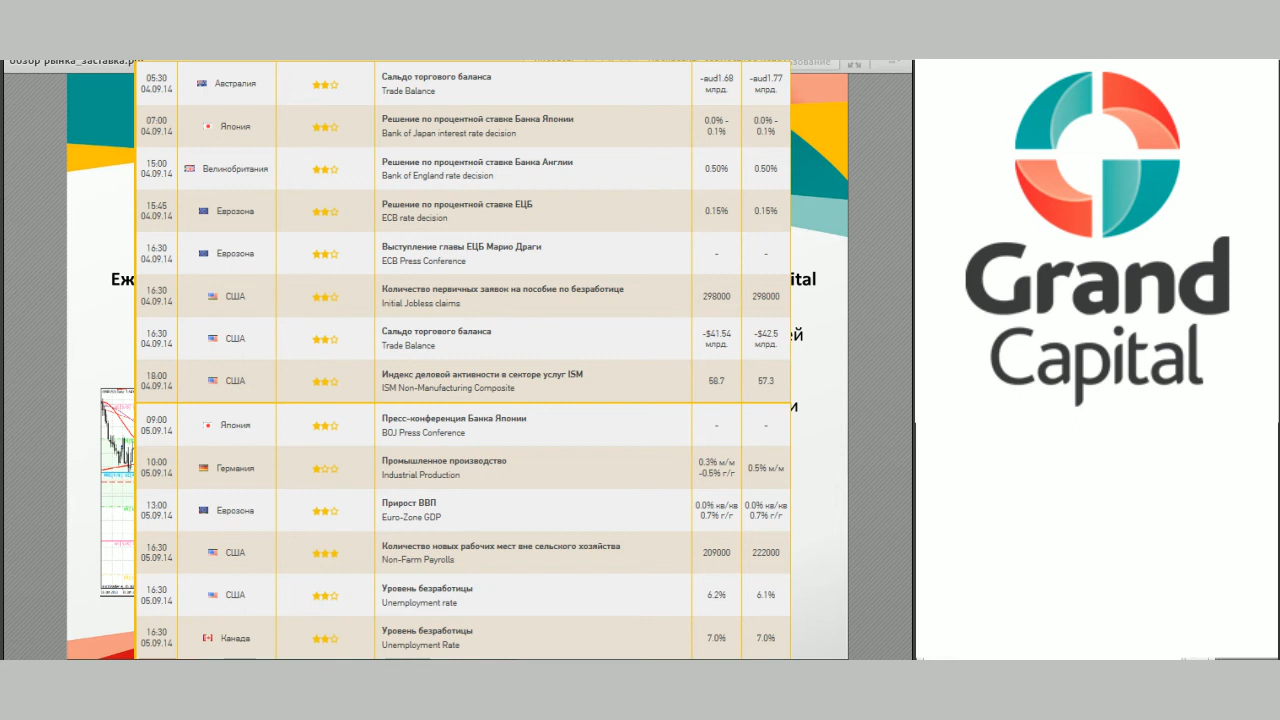 05:30
04.09.14
Австралия
Сальдо торгового баланса
Trade Balance
-aud1.68
млрд.
-aud1.77
млрд.
07:00
04.09.14
Япония
Решение по процентной ставке Банка Японии
Bank of Japan interest rate decision
0.0% -
0.1%
0.0% -
0.1%
15:00
04.09.14
Великобритания
Решение по процентной ставке Банка Англии
Bank of England rate decision
0.50%
0.50%
15:45
04.09.14
Еврозона
Решение по процентной ставке ЕЦБ
ECB rate decision
0.15%
0.15%
16:30
04.09.14
Еврозона
Выступление главы ЕЦБ Марио Драги
ECB Press Conference
-
-
16:30
04.09.14
США
Количество первичных заявок на пособие по безработице
Initial Jobless claims
298000
298000
16:30
04.09.14
США
Сальдо торгового баланса
Trade Balance
-$41.54
млрд.
-$42.5
млрд.
18:00
04.09.14
США
Индекс деловой активности в секторе услуг ISM
ISM Non-Manufacturing Composite
58.7
57.3
09:00
05.09.14
Япония
Пресс-конференция Банка Японии
BOJ Press Conference
-
-
10:00
05.09.14
Германия
Промышленное производство
Industrial Production
0.3% м/м
-0.5% г/г
0.5% м/м
13:00
05.09.14
Еврозона
Прирост ВВП
Euro-Zone GDP
0.0% кв/кв
0.7% г/г
0.0% кв/кв
0.7% г/г
16:30
05.09.14
США
Количество новых рабочих мест вне сельского хозяйства
Non-Farm Payrolls
209000
222000
16:30
05.09.14
США
Уровень безработицы
Unemployment rate
6.2%
6.1%
16:30
05.09.14
Канада
Уровень безработицы
Unemployment Rate
7.0%
7.0%
Еж
ital
ей
и
Grand
Capital